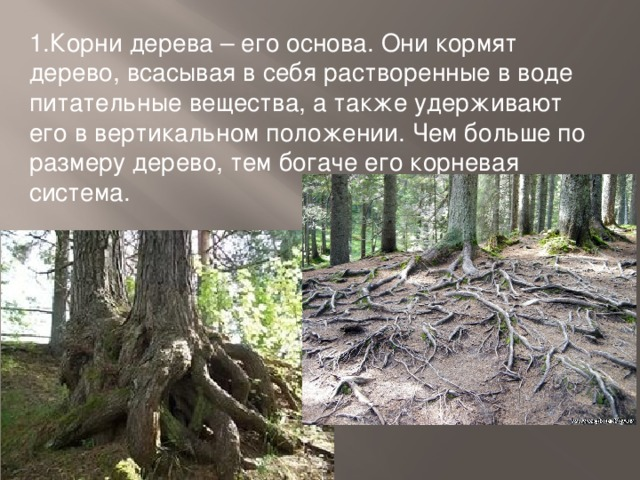 1.Корни дерева – его основа. Они кормят
дерево, всасывая в себя растворенные в воде
питательные вещества, а также удерживают
его в вертикальном положении. Чем больше по
размеру дерево, тем богаче его корневая
система.